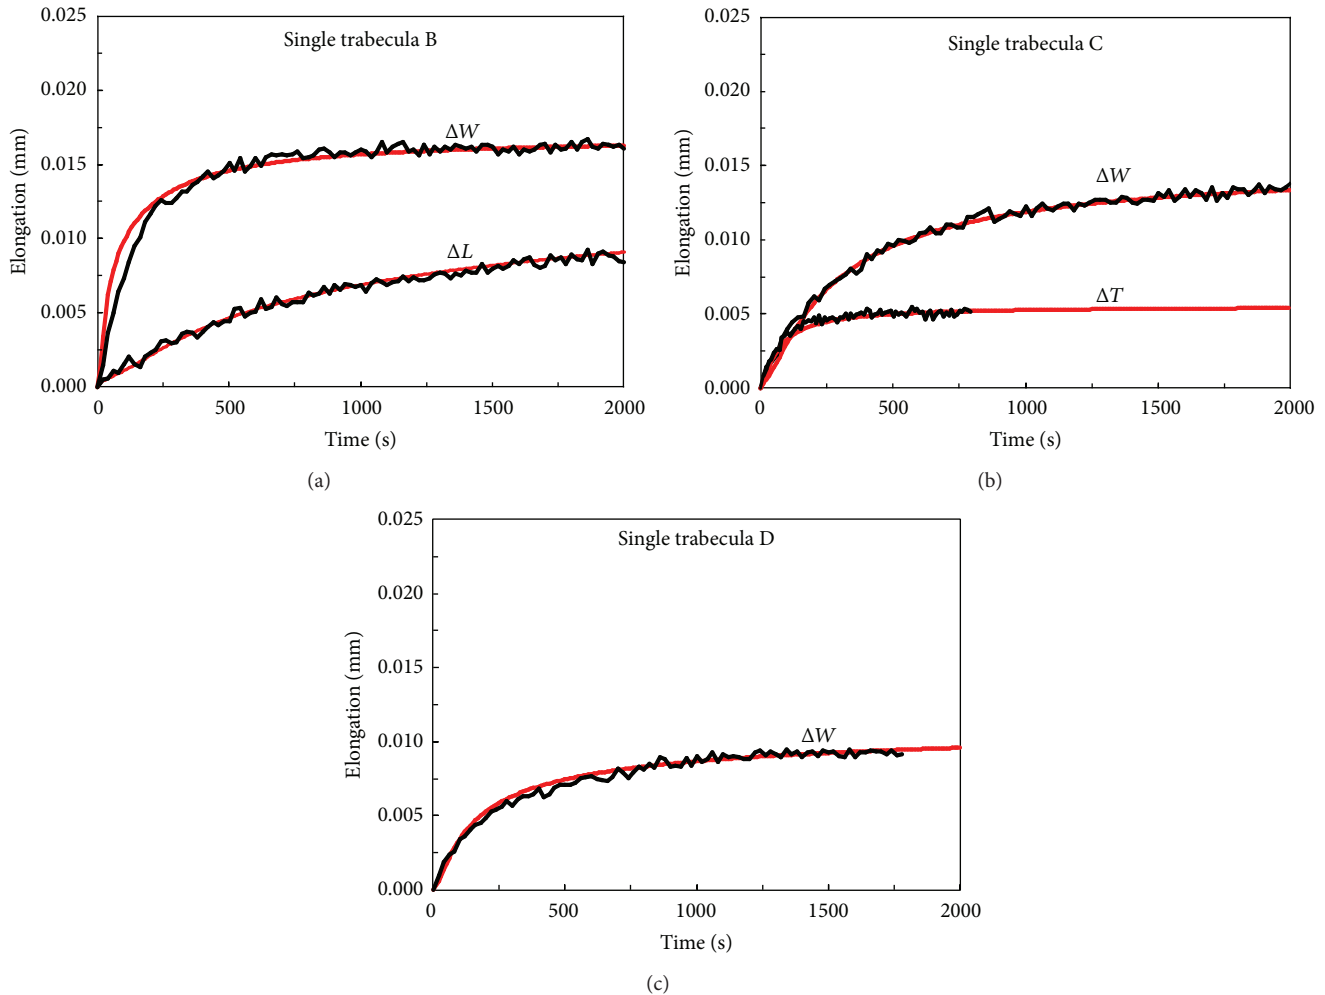 Single trabecula B
0.025
0.020
0.015
0.010
0.005
0.000
Elongation (mm)
ΔW
ΔL
0 500 1000 1500 2000
Time (s)
(a)
Single trabecula C
0.025
0.020
0.015
0.010
0.005
0.000
Elongation (mm)
ΔW
ΔT
0 500 1000 1500 2000
Time (s)
(b)
Single trabecula D
0.025
0.020
0.015
0.010
0.005
0.000
Elongation (mm)
ΔW
0 500 1000 1500 2000
Time (s)
(c)